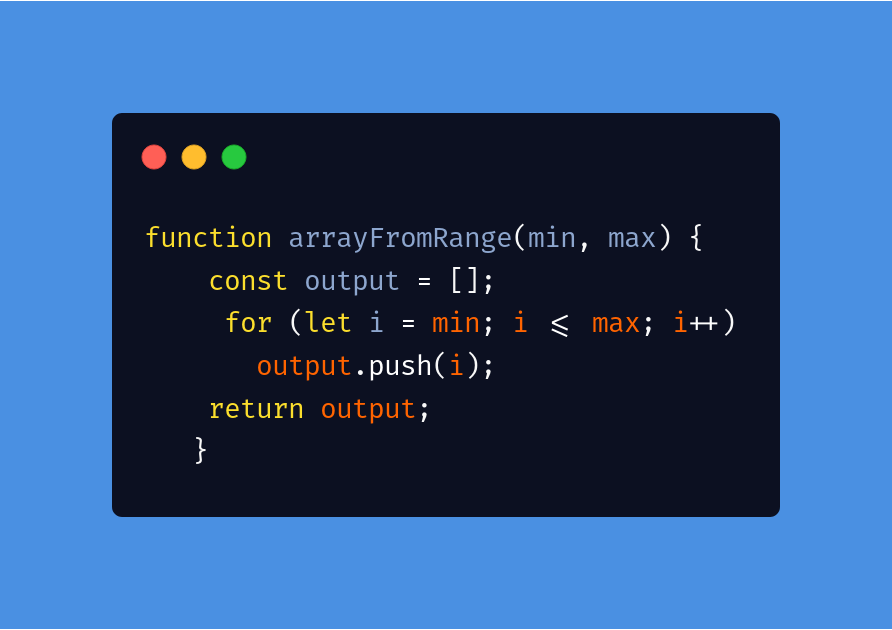 function arrayFromRange(min, max) {
    const output = [];
     for (let i = min; i <= max; i++)
       output.push(i);
    return output;
   }